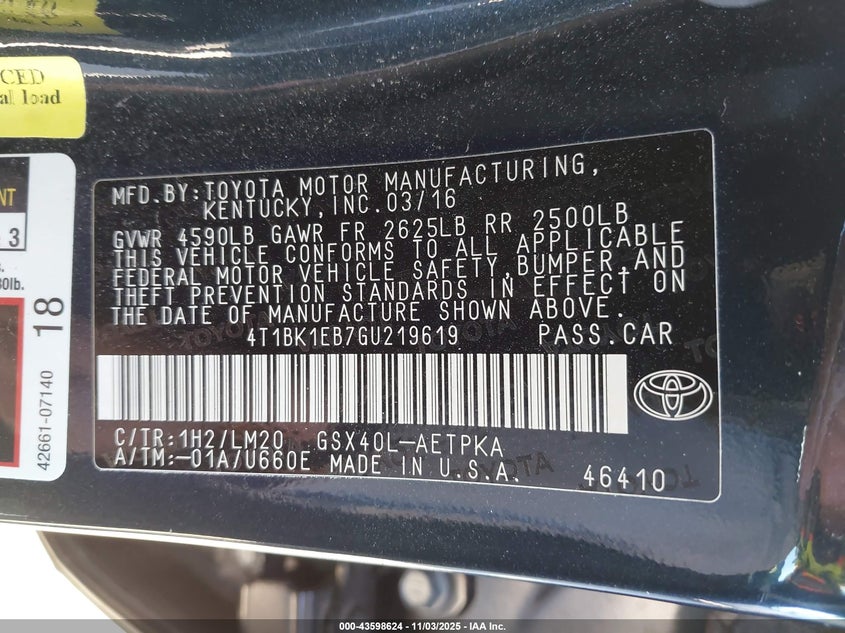 CED
al load
NT
3
s.
30lb.
42661-07140 18
MFD.BY:TOYOTA MOTOR MANUFACTURING,
KENTUCKY,INC.03/16
GVWR 4590LB GAWR FR 2625LB RR 2500LB
THIS VEHICLE CONFORMS TO ALL APPLICABLE
FEDERAL MOTOR VEHICLE SAFETY,BUMPER,AND
THEFT PREVENTION STANDARDS IN EFFECT ON
THE DATE OF MANUFACTURE SHOWN ABOVE.
4T1BK1EB7GU219619 PASS.CAR
C/TR:1H2/LM20 GSX40L-AETPKA
A/TM:-01A/U660E MADE IN U.S.A. 46410
000-43598624 - 11/03/2025 - IAA Inc.